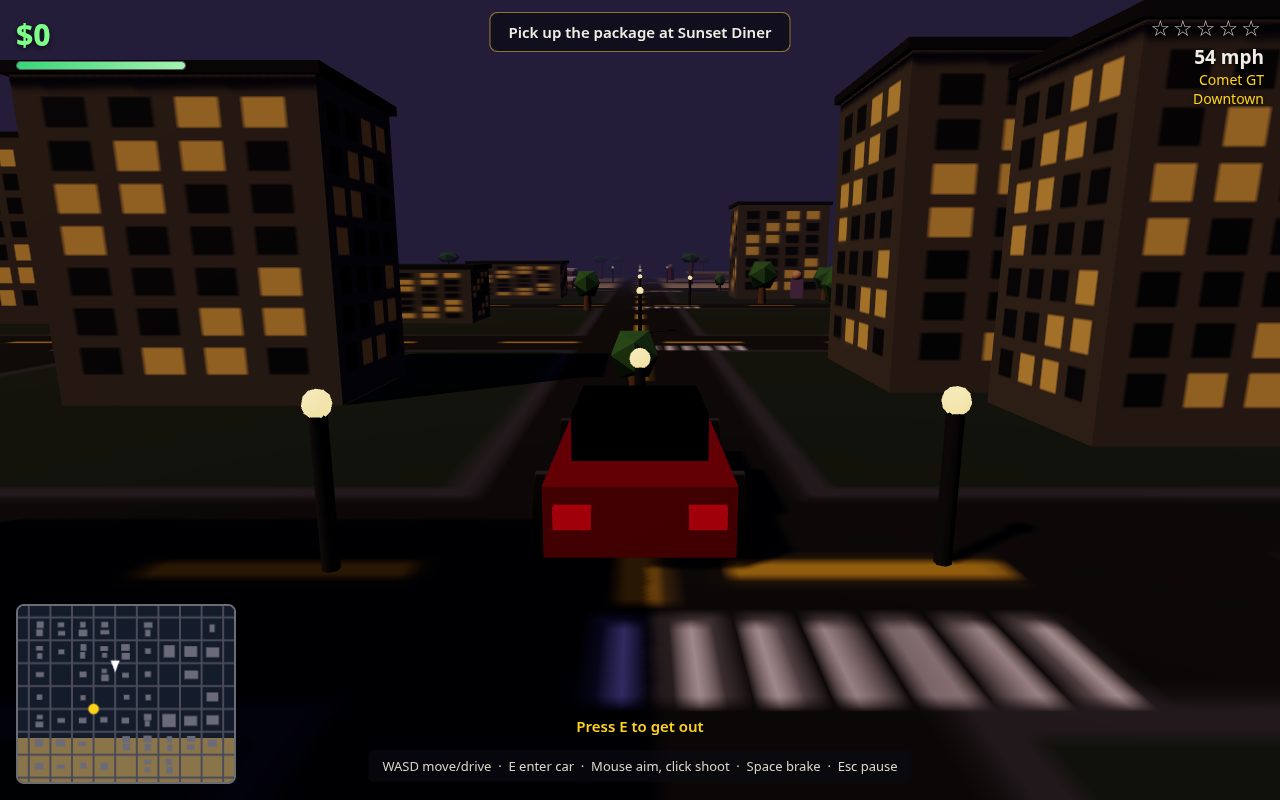 $0
Pick up the package at Sunset Diner
☆☆☆☆☆
54 mph
Comet GT
Downtown
Press E to get out
WASD move/drive · E enter car · Mouse aim, click shoot · Space brake · Esc pause